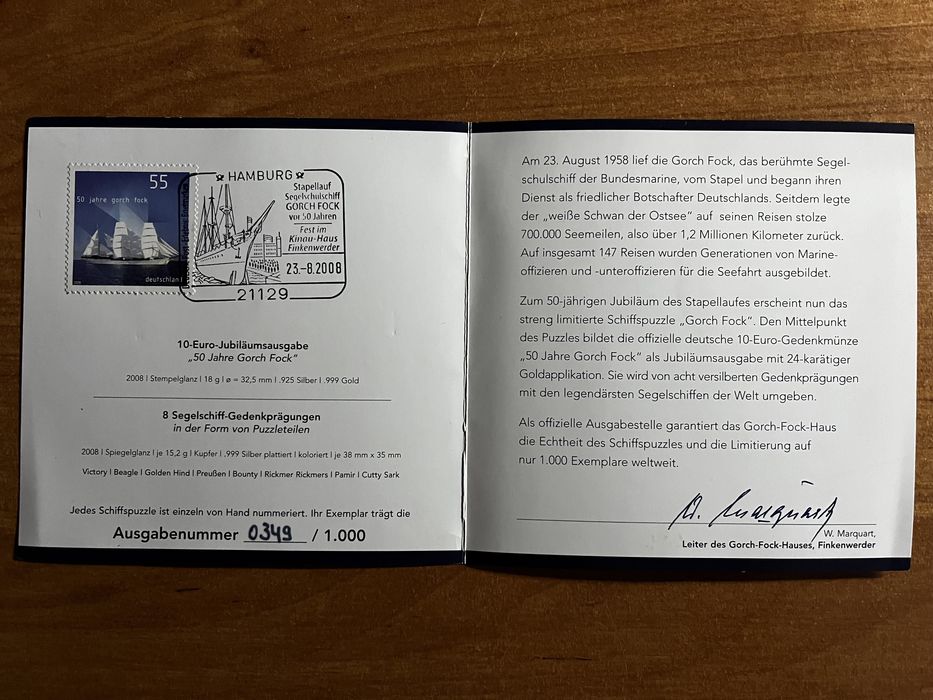 55
50 jahre gorch fock
deutschlan
HAMBURG
Stapellauf
Segelschulschiff
GORCH FOCK
vor 50 Jahren
Fest im
Kinau-Haus
Finkenwerder
23.-8.2008
21129
10-Euro-Jubiläumsausgabe
„50 Jahre Gorch Fock“
2008 | Stempelglanz | 18 g | ø = 32,5 mm | .925 Silber | .999 Gold
8 Segelschiff-Gedenkprägungen
in der Form von Puzzleteilen
2008 | Spiegelglanz | je 15,2 g | Kupfer | .999 Silber plattiert | koloriert | je 38 mm x 35 mm
Victory | Beagle | Golden Hind | Preußen | Bounty | Rickmer Rickmers | Pamir | Cutty Sark
Jedes Schiffspuzzle ist einzeln von Hand nummeriert. Ihr Exemplar trägt die
Ausgabenummer 0349 / 1.000
Am 23. August 1958 lief die Gorch Fock, das berühmte Segel-
schulschiff der Bundesmarine, vom Stapel und begann ihren
Dienst als friedlicher Botschafter Deutschlands. Seitdem legte
der „weiße Schwan der Ostsee“ auf seinen Reisen stolze
700.000 Seemeilen, also über 1,2 Millionen Kilometer zurück.
Auf insgesamt 147 Reisen wurden Generationen von Marine-
offizieren und -unteroffizieren für die Seefahrt ausgebildet.
Zum 50-jährigen Jubiläum des Stapellaufes erscheint nun das
streng limitierte Schiffspuzzle „Gorch Fock“. Den Mittelpunkt
des Puzzles bildet die offizielle deutsche 10-Euro-Gedenkmünze
„50 Jahre Gorch Fock“ als Jubiläumsausgabe mit 24-karätiger
Goldapplikation. Sie wird von acht versilberten Gedenkprägungen
mit den legendärsten Segelschiffen der Welt umgeben.
Als offizielle Ausgabestelle garantiert das Gorch-Fock-Haus
die Echtheit des Schiffspuzzles und die Limitierung auf
nur 1.000 Exemplare weltweit.
W. Marquart,
Leiter des Gorch-Fock-Hauses, Finkenwerder